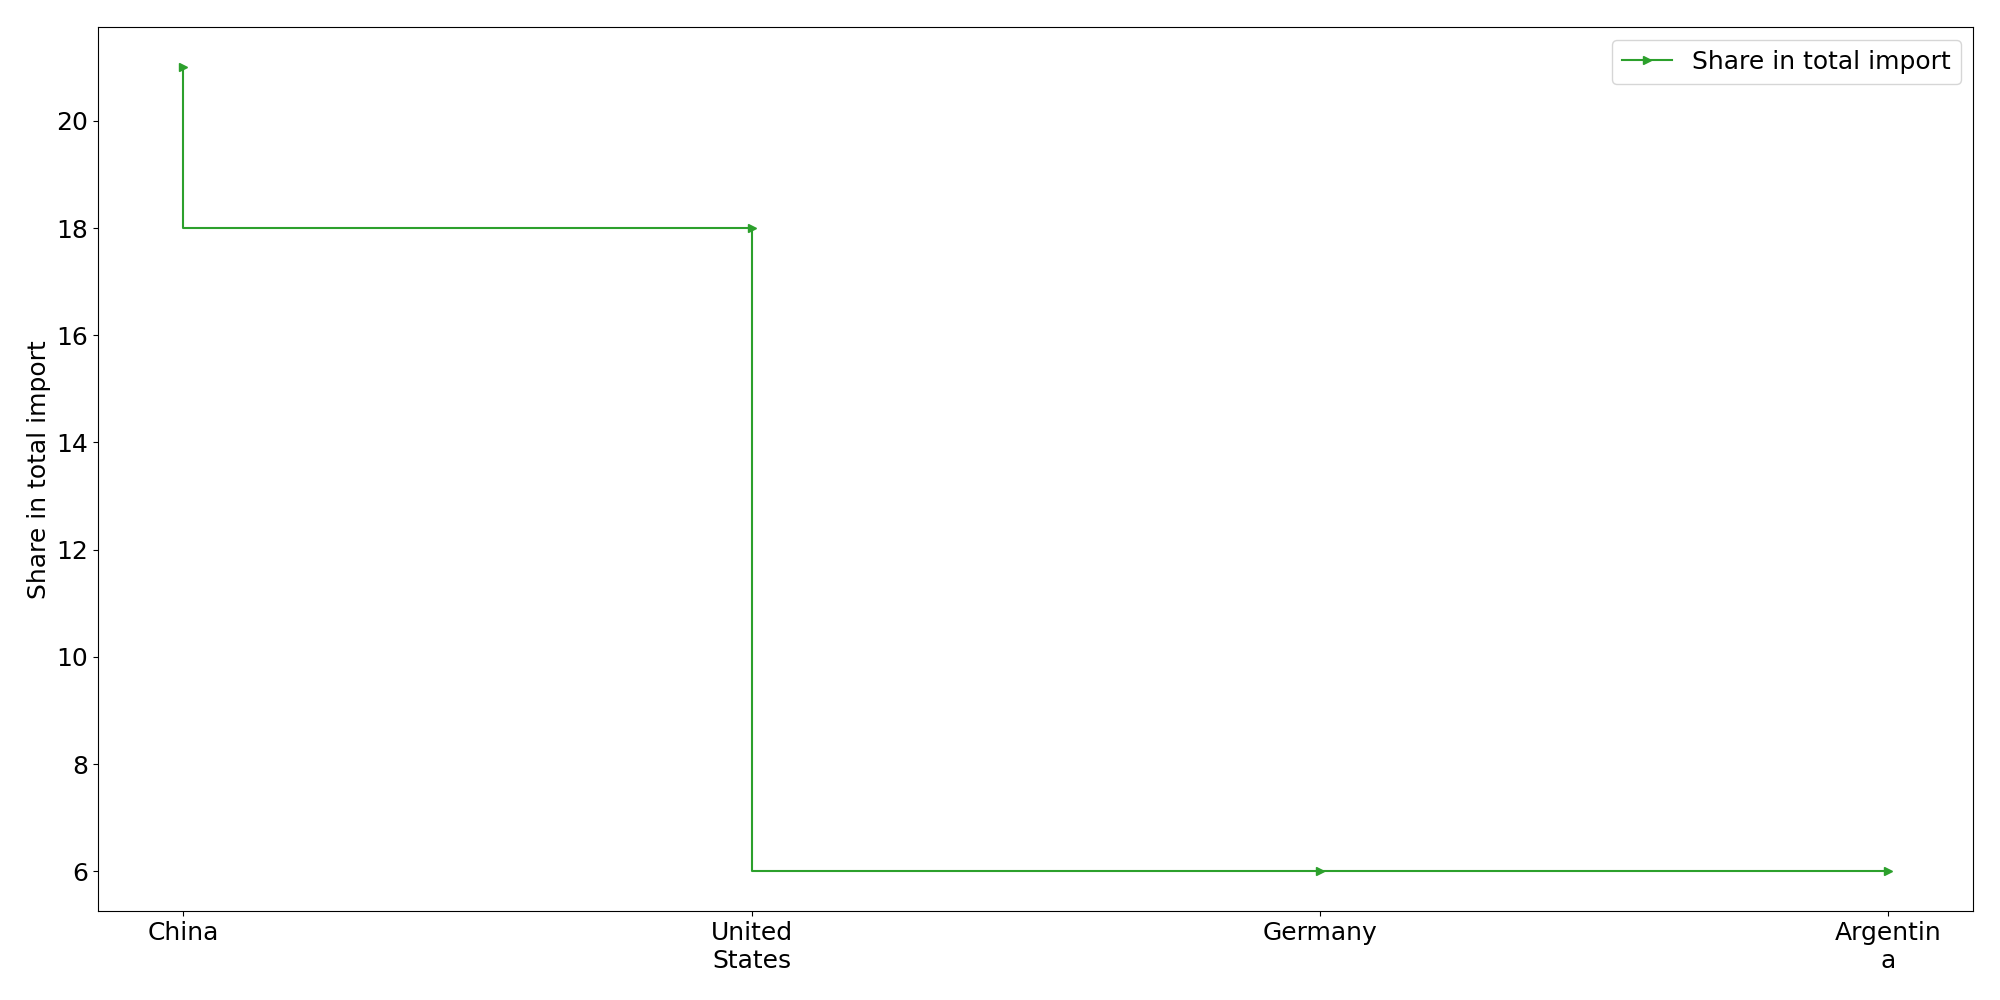 Share in total import
Share in total import
20
18
16
14
12
10
8
6
China
United
States
Germany
Argentin
a